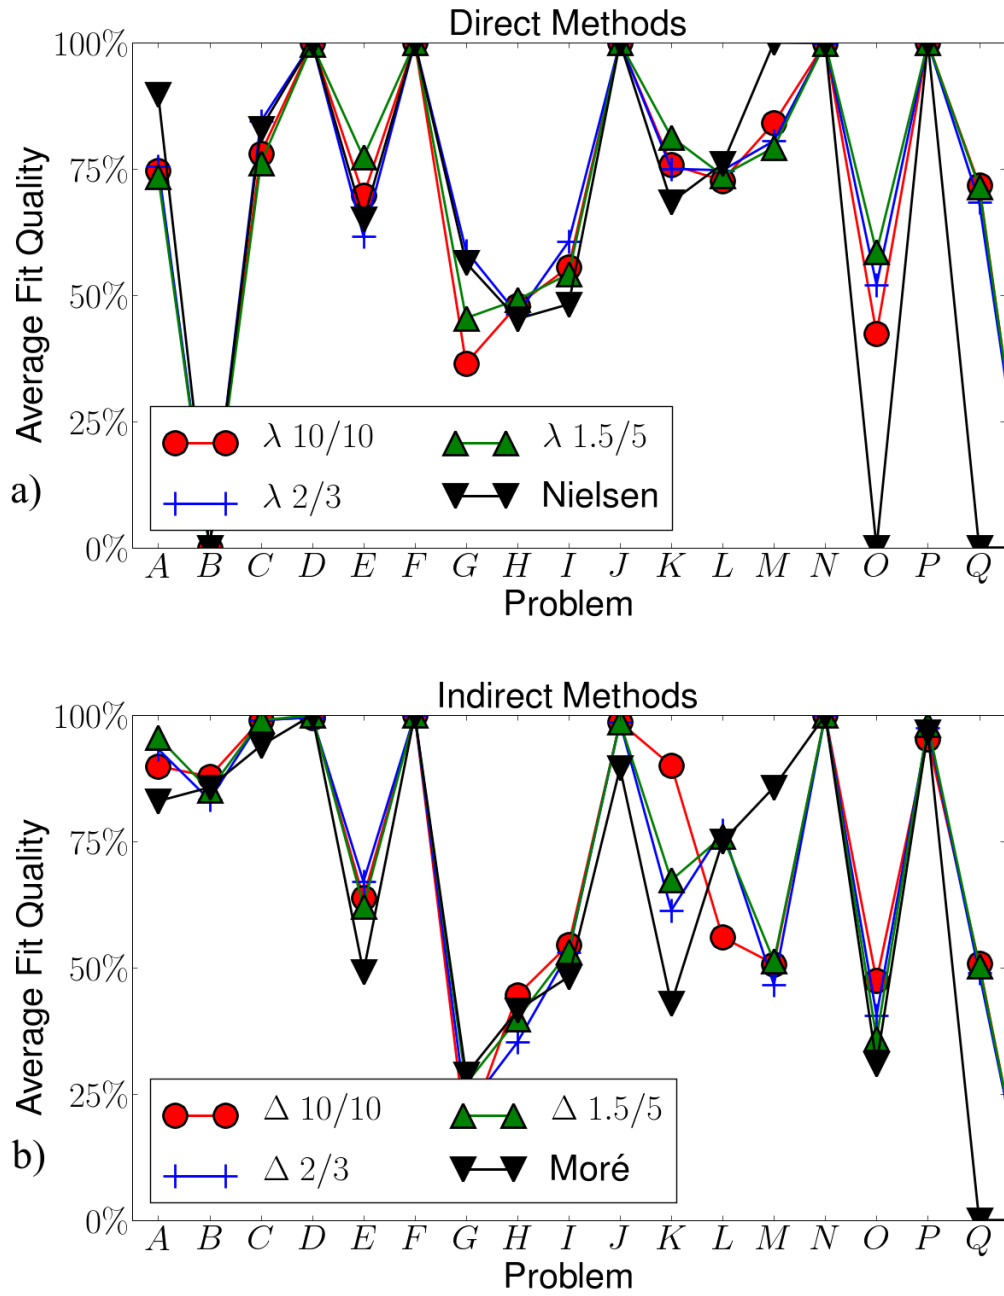 Direct Methods
100%
75%
50%
25%
0%
Average Fit Quality
a)
λ 10/10
λ 2/3
λ 1.5/5
Nielsen
A B C D E F G H I J K L M N O P Q
Problem
Indirect Methods
100%
75%
50%
25%
0%
Average Fit Quality
b)
Δ 10/10
Δ 2/3
Δ 1.5/5
Moré
A B C D E F G H I J K L M N O P Q
Problem